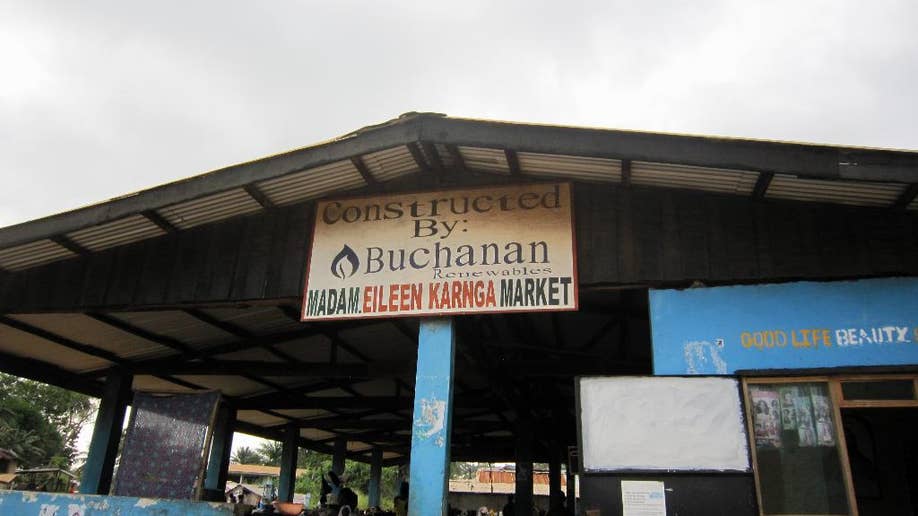 Constructed
By:
Buchanan
Renewables
MADAM. EILEEN KARNGA MARKET
GOOD LIFE BEAUTY